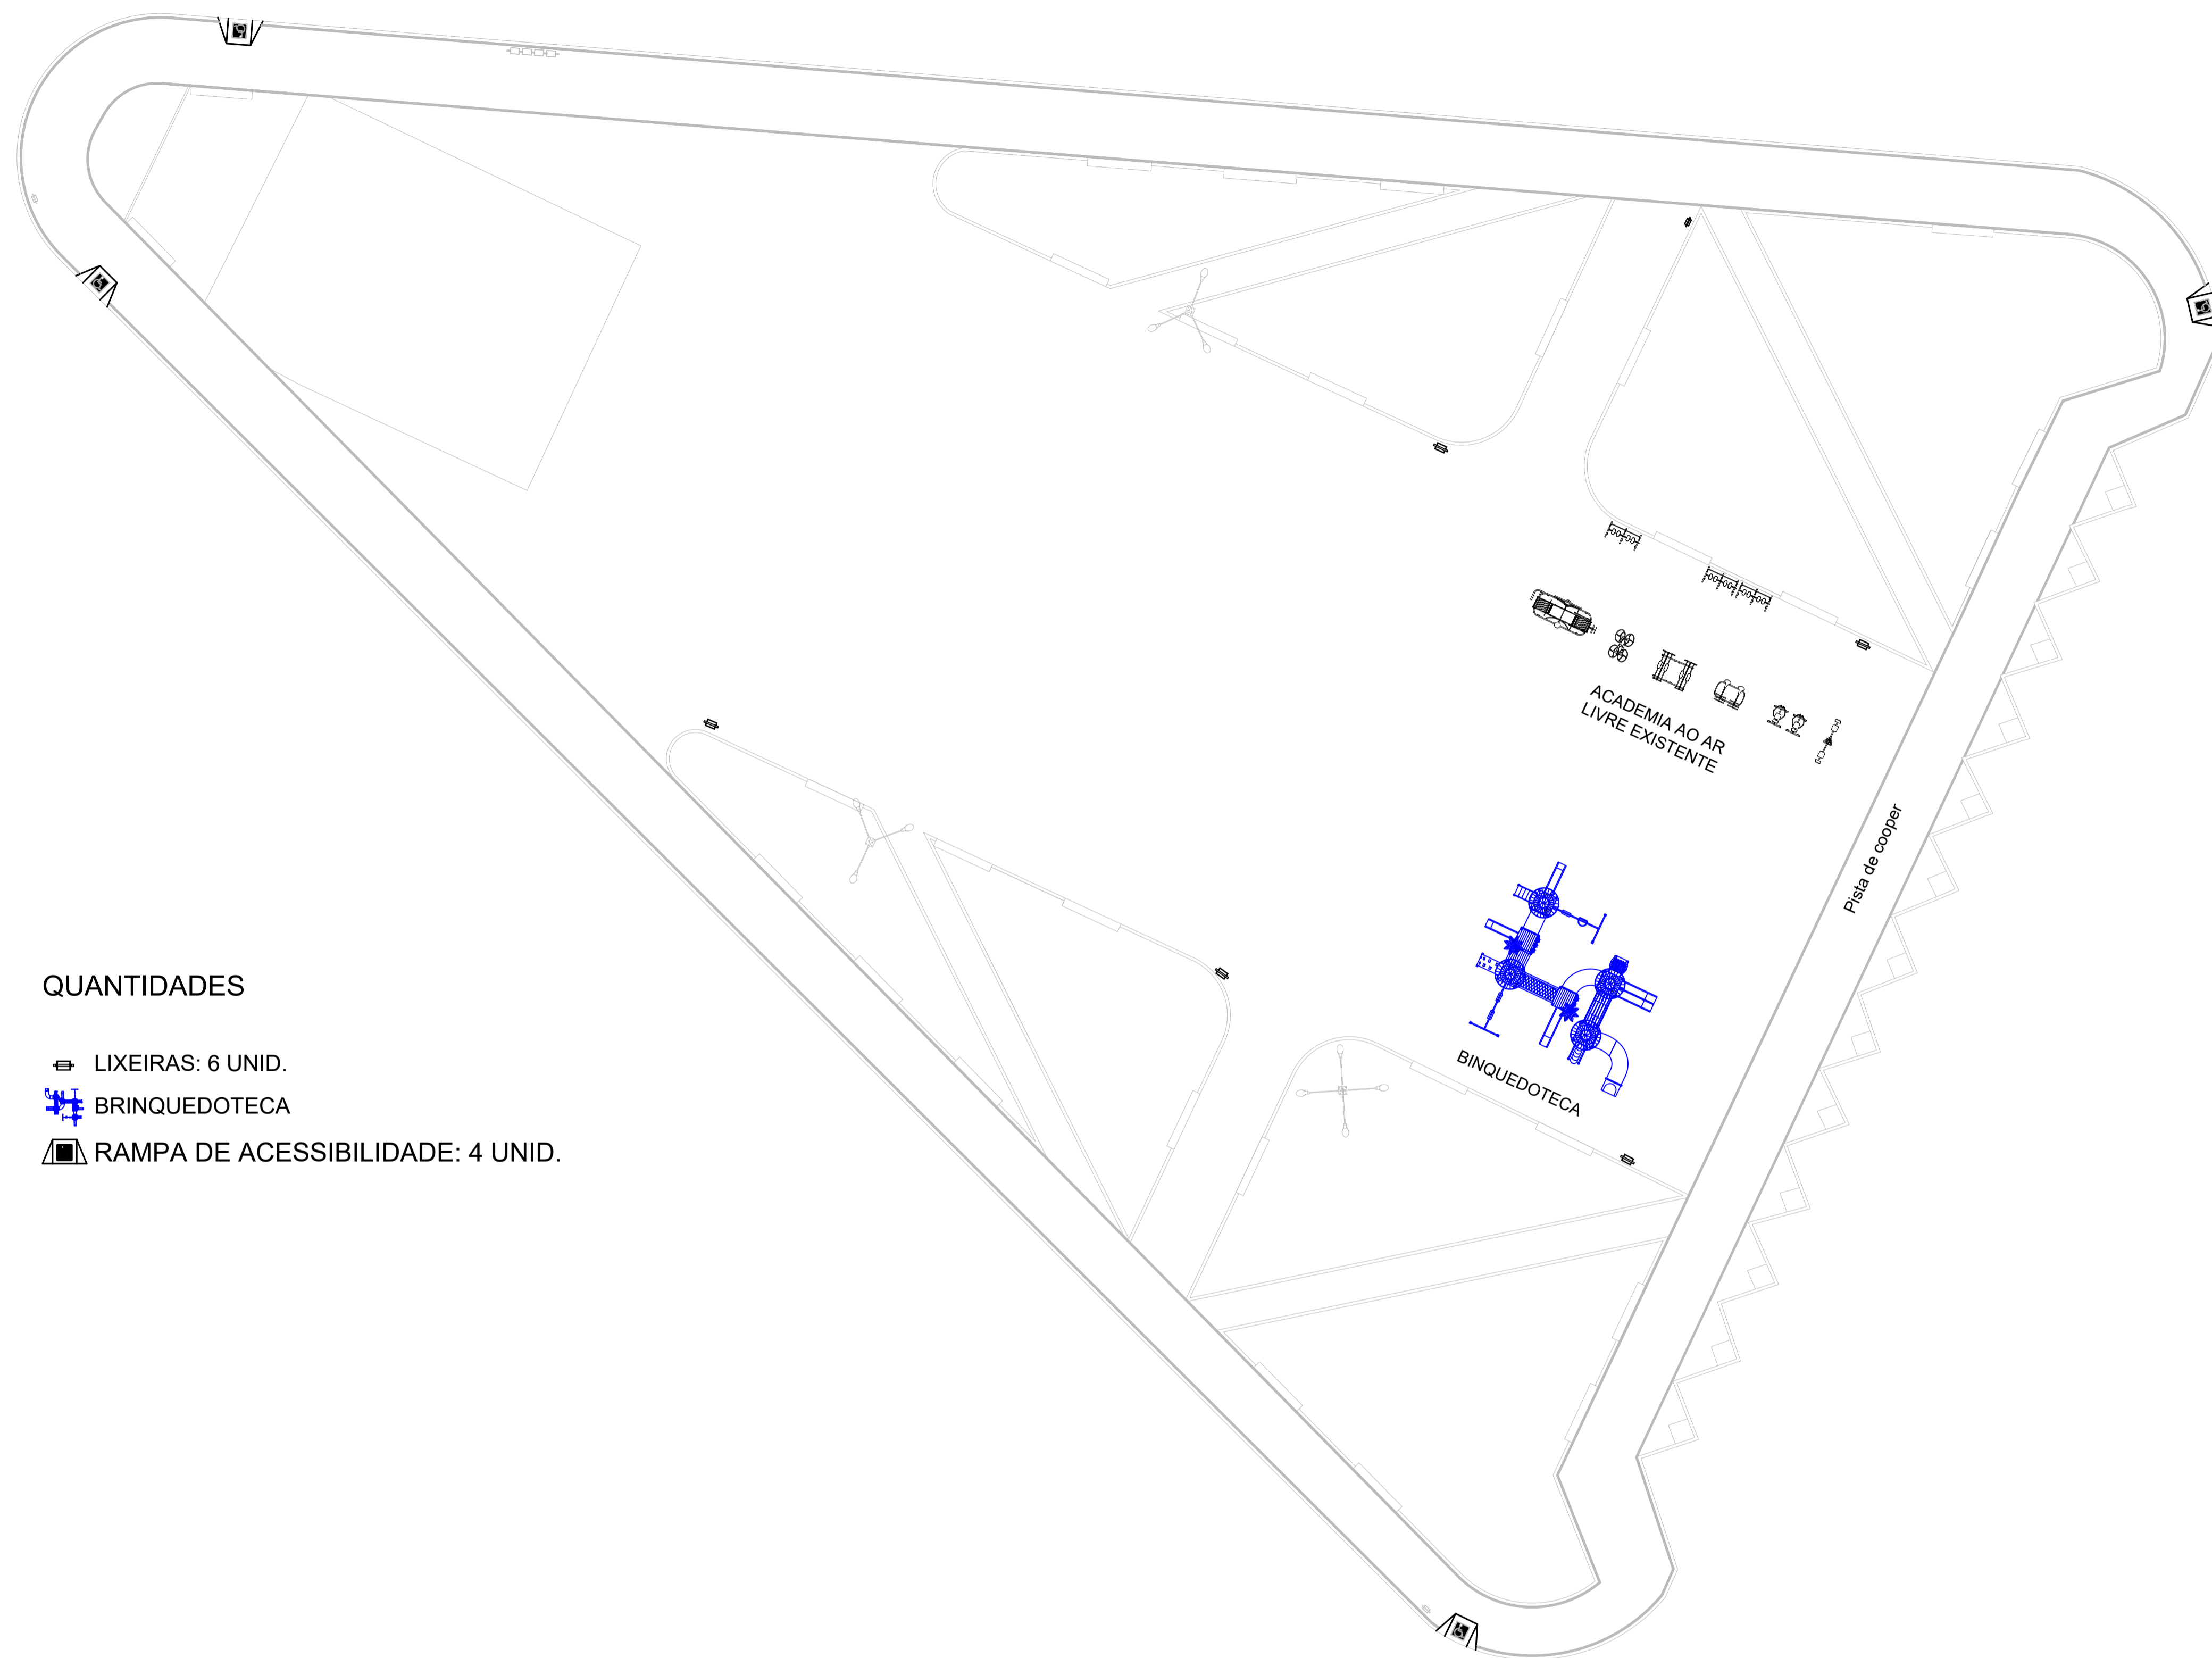 ACADEMIA AO AR
LIVRE EXISTENTE
Pista de cooper
BINQUEDOTECA
QUANTIDADES
LIXEIRAS: 6 UNID.
BRINQUEDOTECA
RAMPA DE ACESSIBILIDADE: 4 UNID.